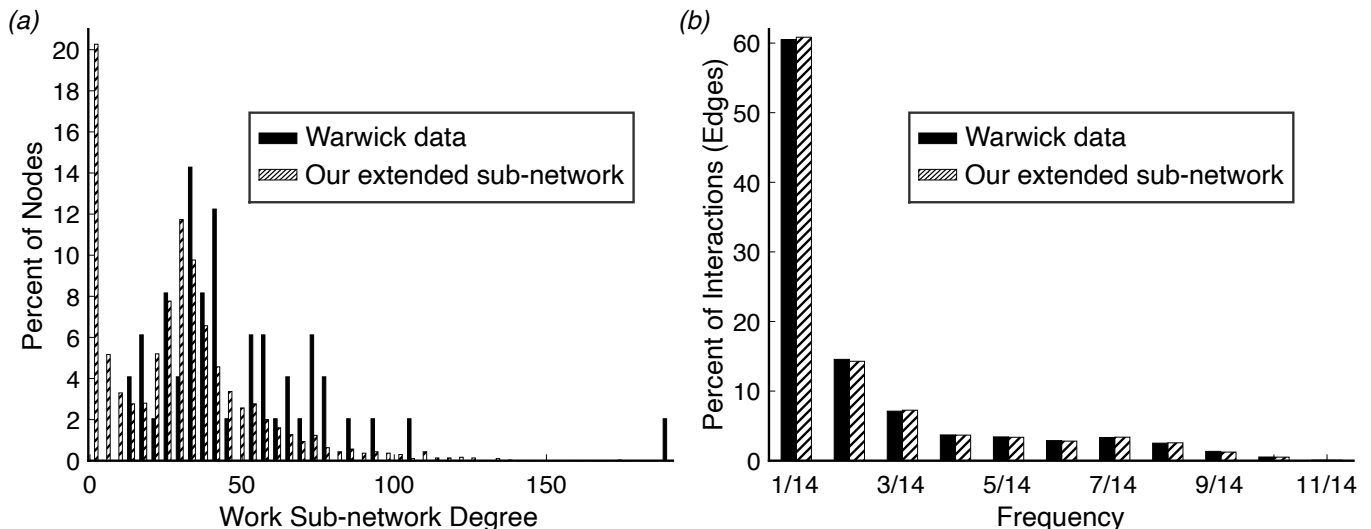 (a)
Percent of Nodes
20
18
16
14
12
10
8
6
4
2
0
0 50 100 150
Work Sub-network Degree
Warwick data
Our extended sub-network
(b)
Percent of Interactions (Edges)
60
50
40
30
20
10
0
1/14 3/14 5/14 7/14 9/14 11/14
Frequency
Warwick data
Our extended sub-network